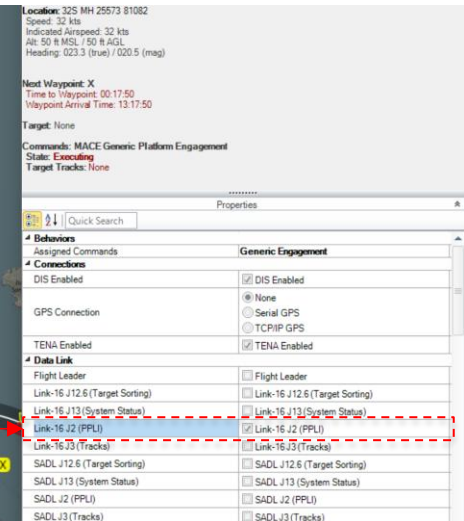 Location: 32S MH 25573 81082
Speed: 32 kts
Indicated Airspeed: 32 kts
Alt: 50 ft MSL / 50 ft AGL
Heading: 023.3 (true) / 020.5 (mag)
Next Waypoint: X
Time to Waypoint: 00:17:50
Waypoint Arrival Time: 13:17:50
Target: None
Commands: MACE Generic Platform Engagement
State: Executing
Target Tracks: None
Properties
Quick Search
Behaviors
Assigned Commands Generic Engagement
Connections
DIS Enabled DIS Enabled
None
GPS Connection Serial GPS
TCP/IP GPS
TENA Enabled TENA Enabled
Data Link
Flight Leader Flight Leader
Link-16 J12.6 (Target Sorting) Link-16 J12.6 (Target Sorting)
Link-16 J13 (System Status) Link-16 J13 (System Status)
Link-16 J2 (PPLI) Link-16 J2 (PPLI)
Link-16 J3 (Tracks) Link-16 J3 (Tracks)
X
SADL J12.6 (Target Sorting) SADL J12.6 (Target Sorting)
SADL J13 (System Status) SADL J13 (System Status)
SADL J2 (PPLI) SADL J2 (PPLI)
SADL J3 (Tracks) SADL J3 (Tracks)